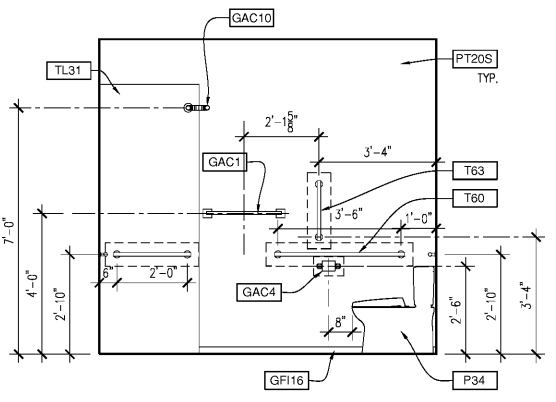 GAC10
TL31
PT20S
TYP.
2'-1 5/8"
3'-4"
GAC1
T63
3'-6"
T60
1'-0"
7'-0"
4'-0"
2'-10"
6"
2'-0"
GAC4
8"
2'-6"
2'-10"
3'-4"
GFI16
P34